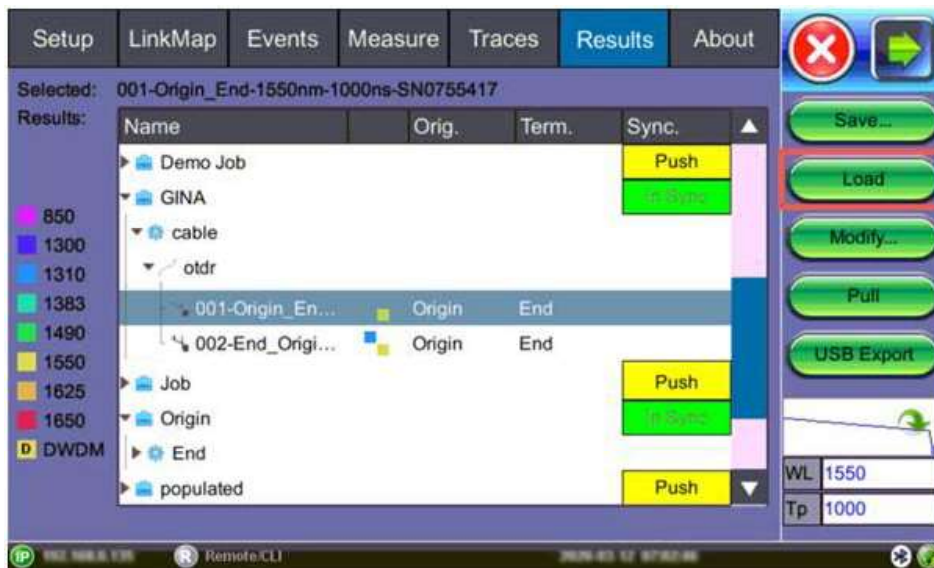 Setup LinkMap Events Measure Traces Results About
Selected: 001-Origin_End-1550nm-1000ns-SN0755417
Results:
Name Orig. Term. Sync.
Demo Job Push
GINA In Sync
cable
otdr
001-Origin_En... Origin End
002-End_Origi... Origin End
Job Push
Origin In Sync
End
populated Push
850
1300
1310
1383
1490
1550
1625
1650
D DWDM
Save...
Load
Modify...
Pull
USB Export
WL 1550
Tp 1000
IP R Remote/CLI